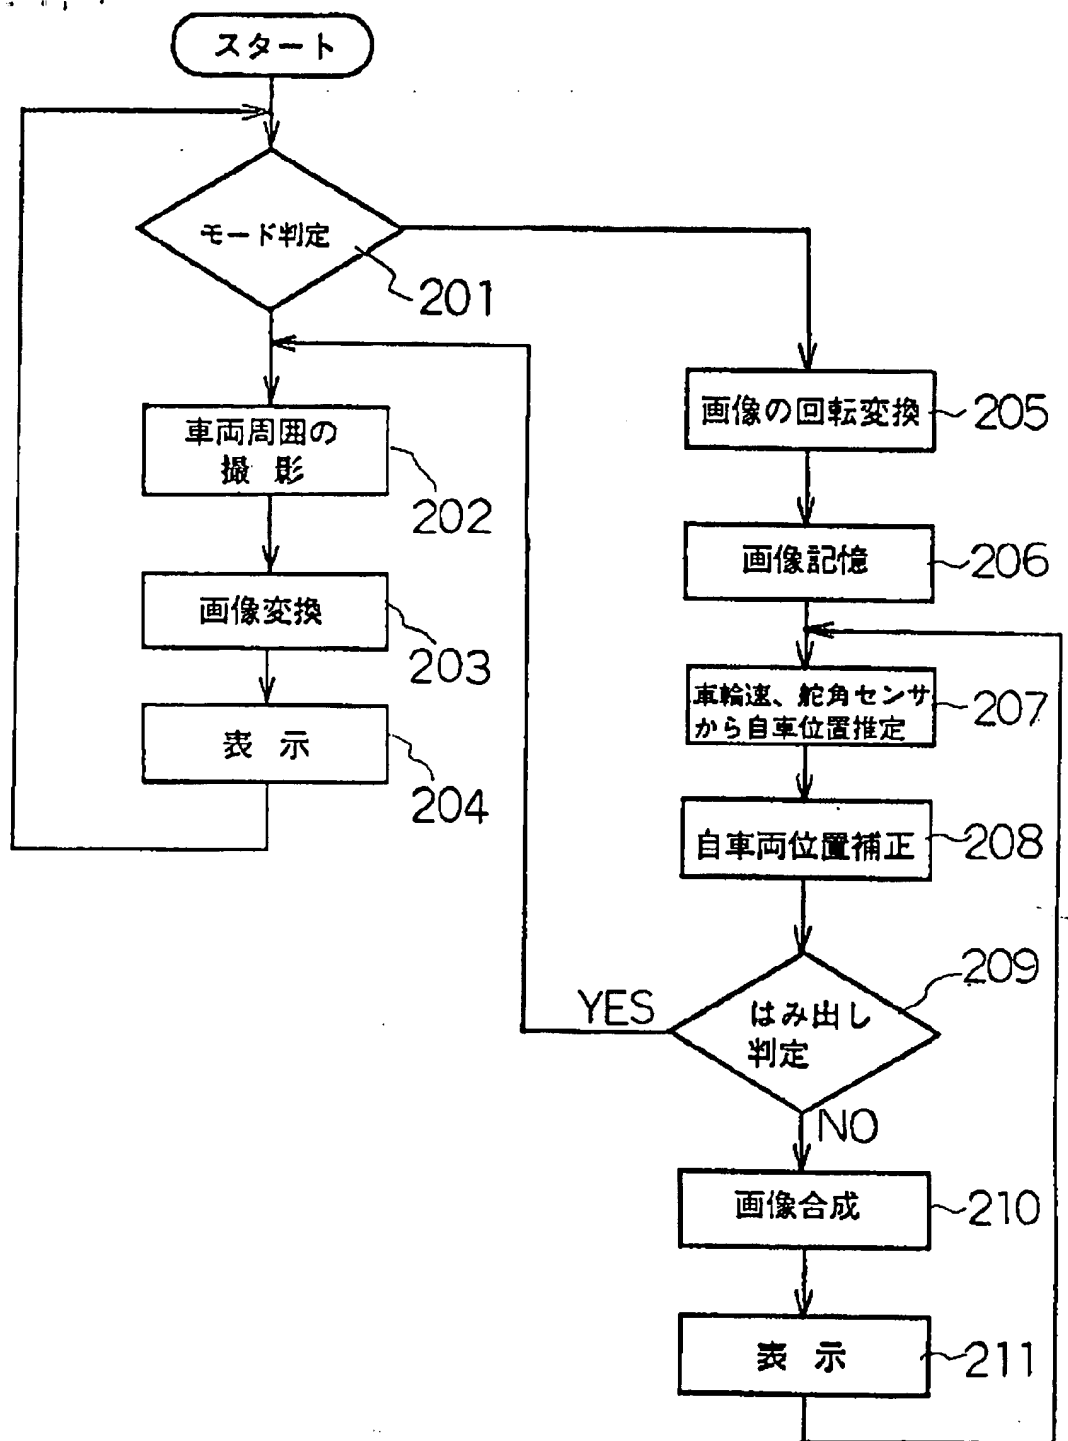 スタート
モード判定
201
車両周囲の
撮影
202
画像変換
203
表示
204
画像の回転変換
205
画像記憶
206
車輪速、舵角センサ
から自車位置推定
207
自車両位置補正
208
はみ出し
判定
209
YES
NO
画像合成
210
表示
211